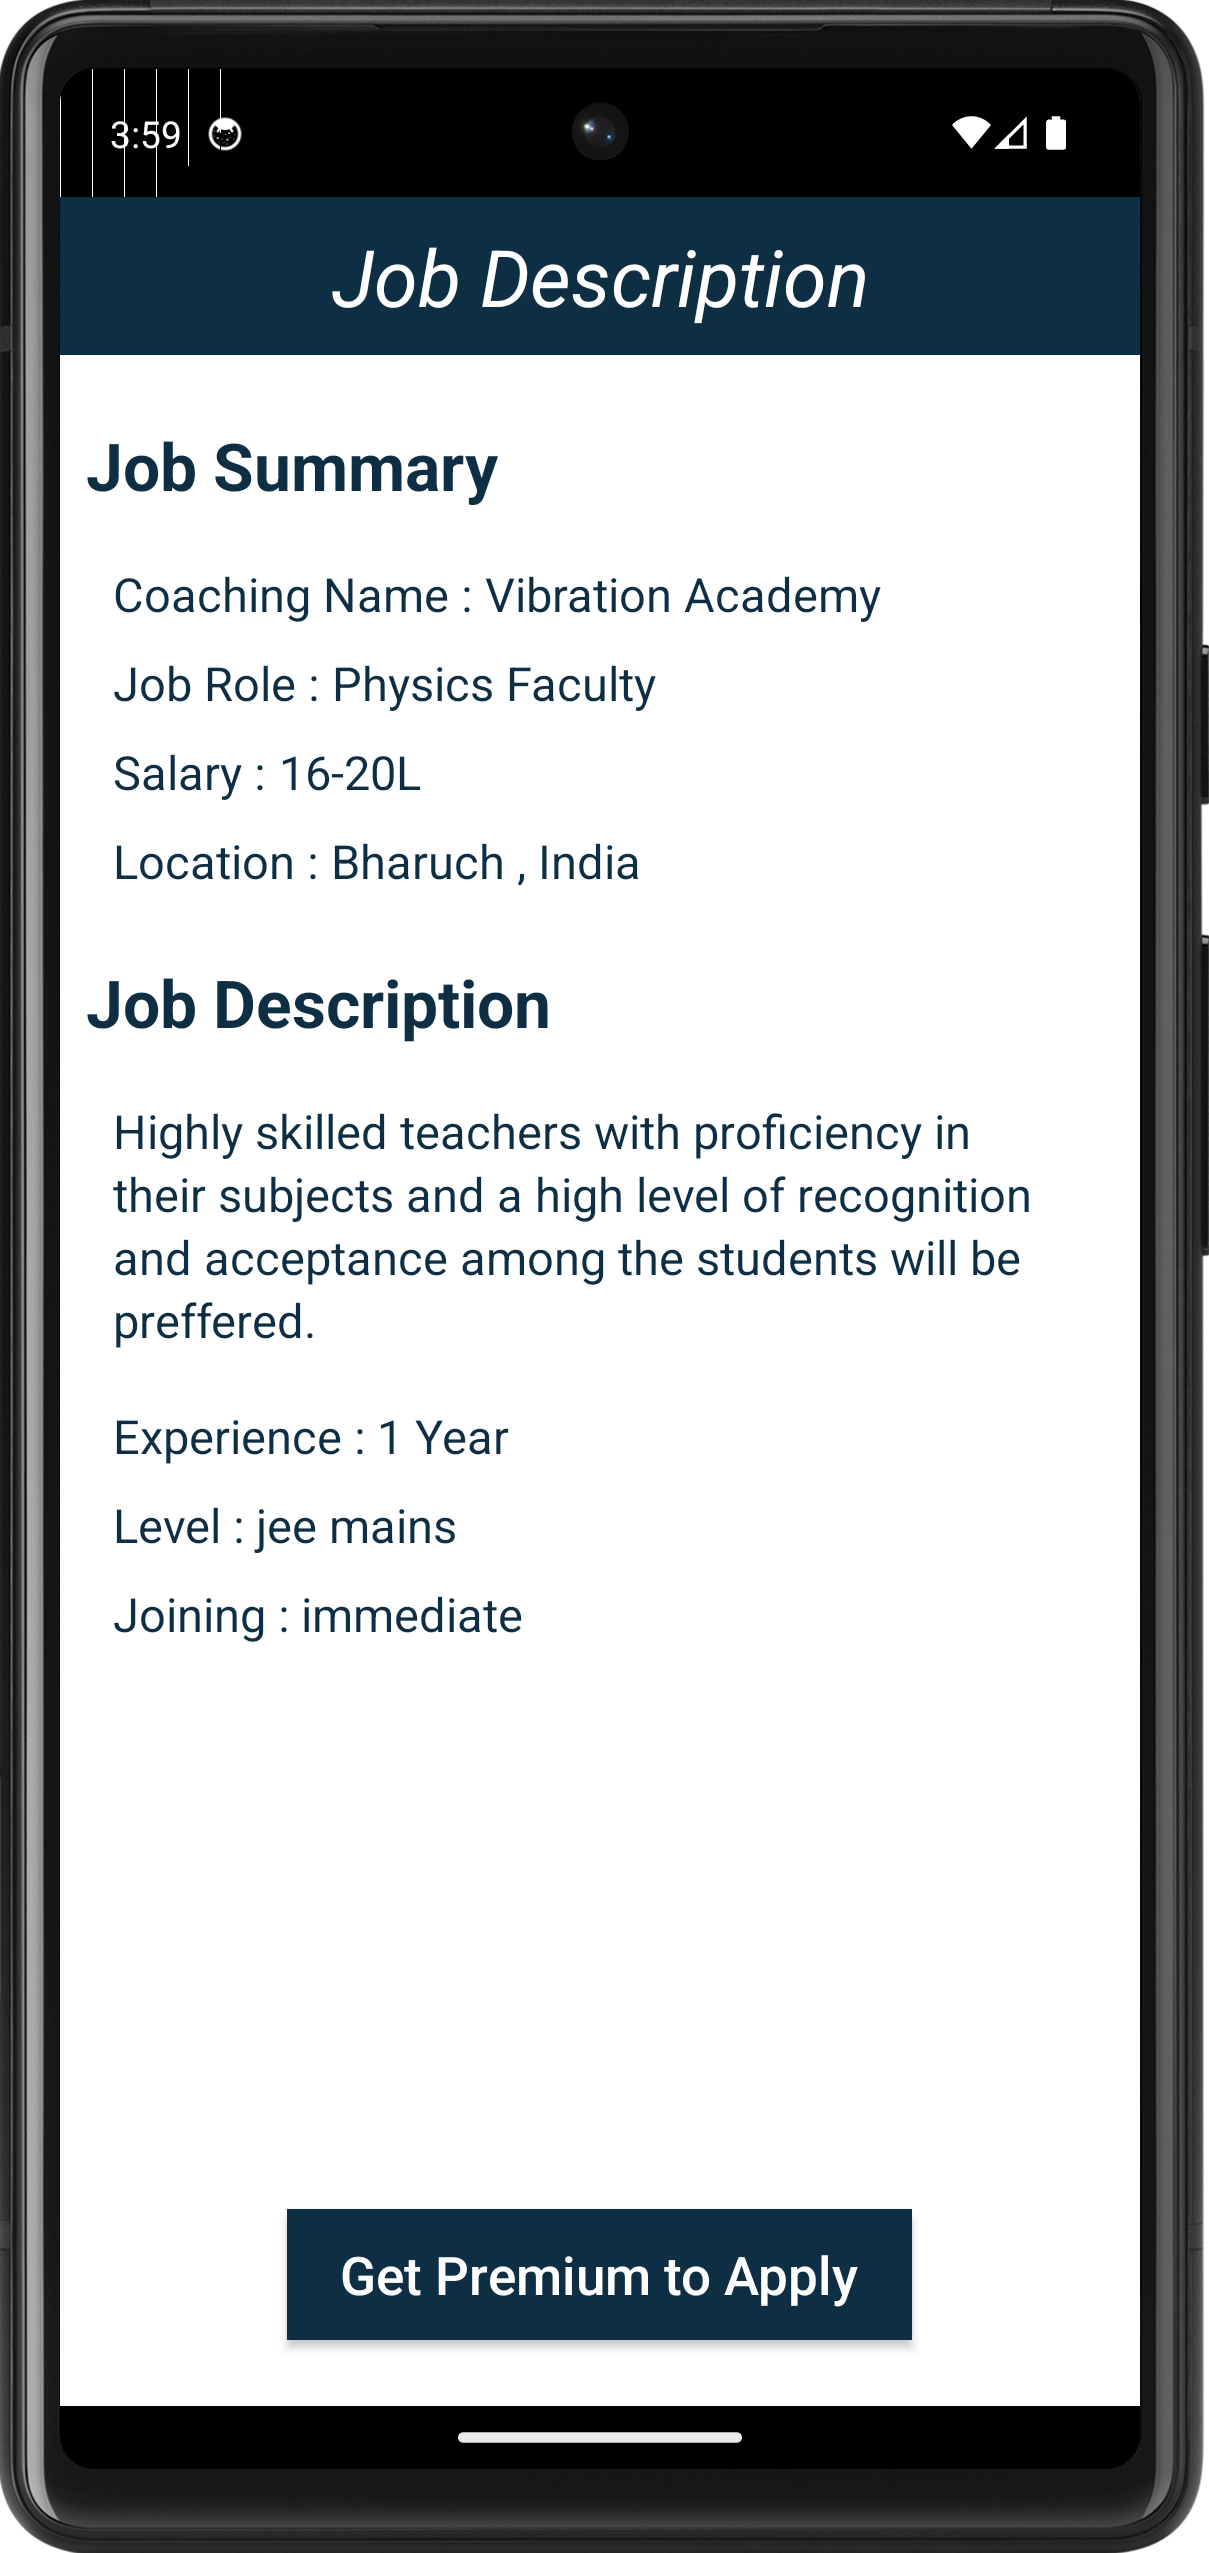 3:59
Job Description
Job Summary
Coaching Name : Vibration Academy
Job Role : Physics Faculty
Salary : 16-20L
Location : Bharuch , India
Job Description
Highly skilled teachers with proficiency in
their subjects and a high level of recognition
and acceptance among the students will be
preffered.
Experience : 1 Year
Level : jee mains
Joining : immediate
Get Premium to Apply